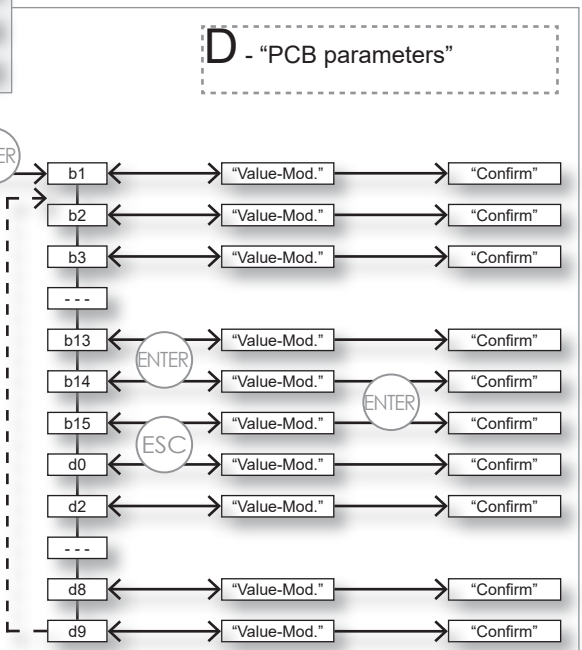 D - “PCB parameters”
ER
b1 “Value-Mod.” “Confirm”
b2 “Value-Mod.” “Confirm”
b3 “Value-Mod.” “Confirm”
- - -
b13 “Value-Mod.” “Confirm”
ENTER
b14 “Value-Mod.” “Confirm”
ENTER
b15 “Value-Mod.” “Confirm”
ESC
d0 “Value-Mod.” “Confirm”
d2 “Value-Mod.” “Confirm”
- - -
d8 “Value-Mod.” “Confirm”
d9 “Value-Mod.” “Confirm”